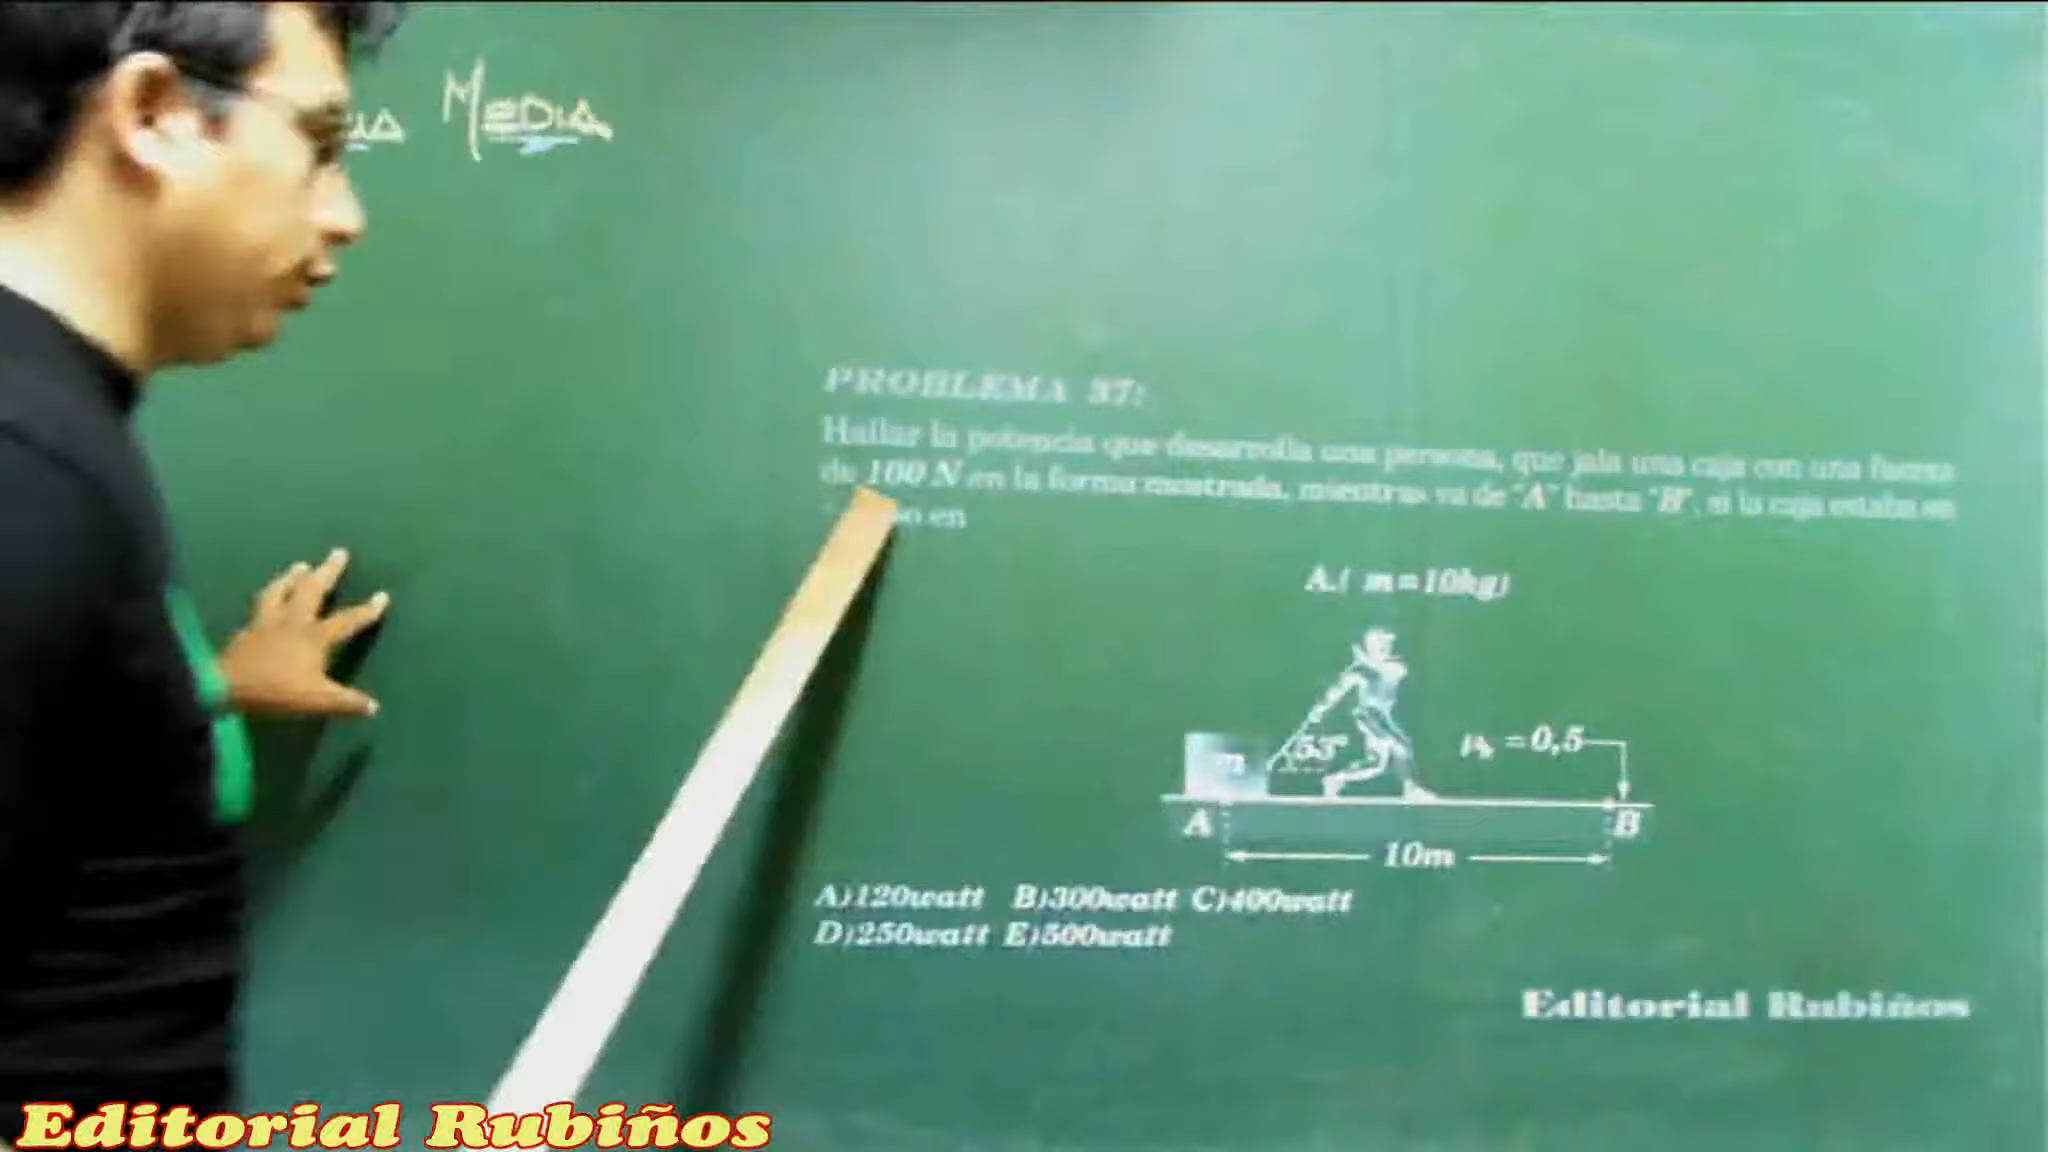 MEDIA
PROBLEMA 37:
Hallar la potencia que desarrolla una persona, que jala una caja con una fuerza
de 100 N en la forma mostrada, mientras va de "A" hasta "B", si la caja estaba en
en
A.( m=10kg)
53°
m
μk =0,5
A
B
10m
A)120watt B)300watt C)400watt
D)250watt E)500watt
Editorial Rubiños
Editorial Rubiños